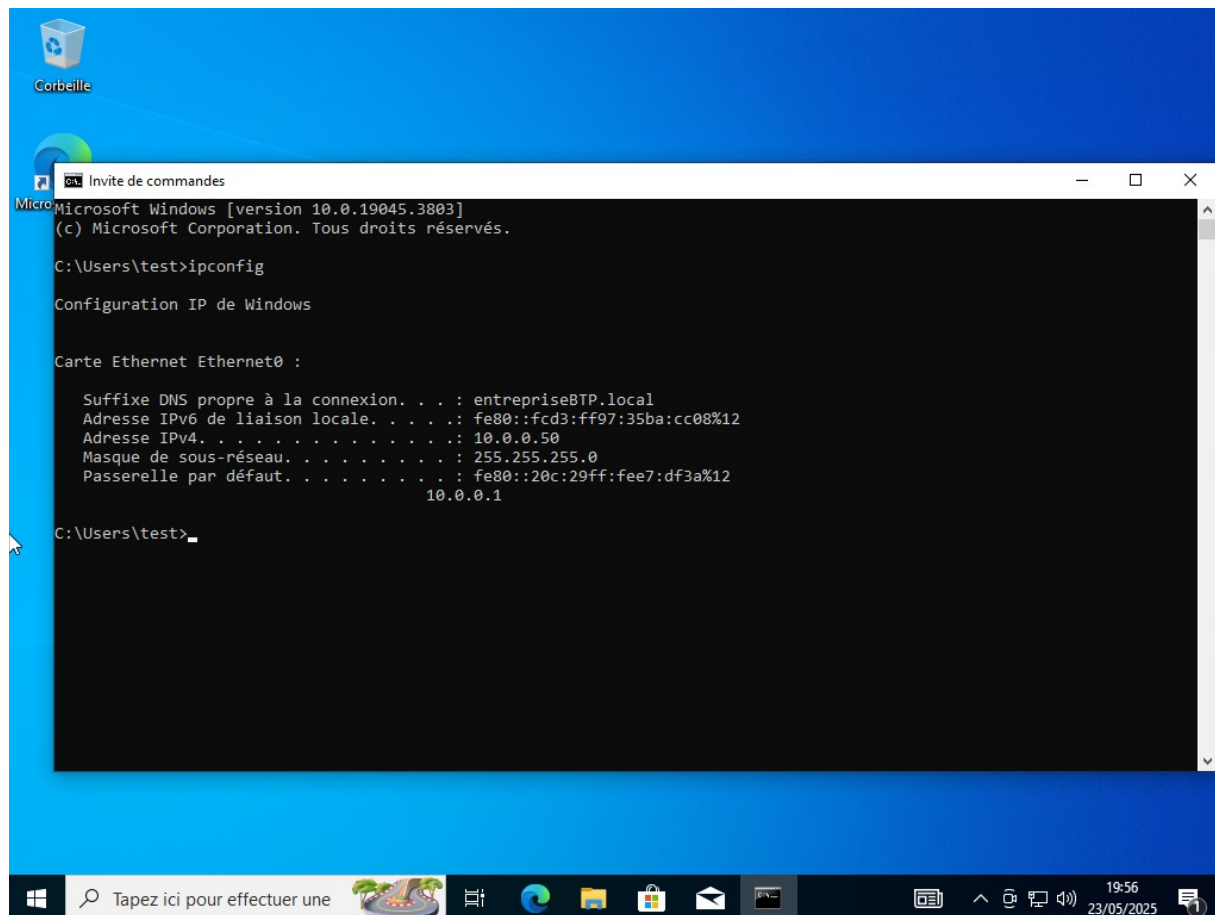 Corbeille
Invite de commandes
Micro
Microsoft Windows [version 10.0.19045.3803]
(c) Microsoft Corporation. Tous droits réservés.
C:\Users\test>ipconfig
Configuration IP de Windows
Carte Ethernet Ethernet0 :
Suffixe DNS propre à la connexion. . . : entrepriseBTP.local
Adresse IPv6 de liaison locale. . . . .: fe80::fcd3:ff97:35ba:cc08%12
Adresse IPv4. . . . . . . . . . . . . .: 10.0.0.50
Masque de sous-réseau. . . . . . . . . : 255.255.255.0
Passerelle par défaut. . . . . . . . . : fe80::20c:29ff:fee7:df3a%12
10.0.0.1
C:\Users\test>
Tapez ici pour effectuer une
19:56
23/05/2025
1